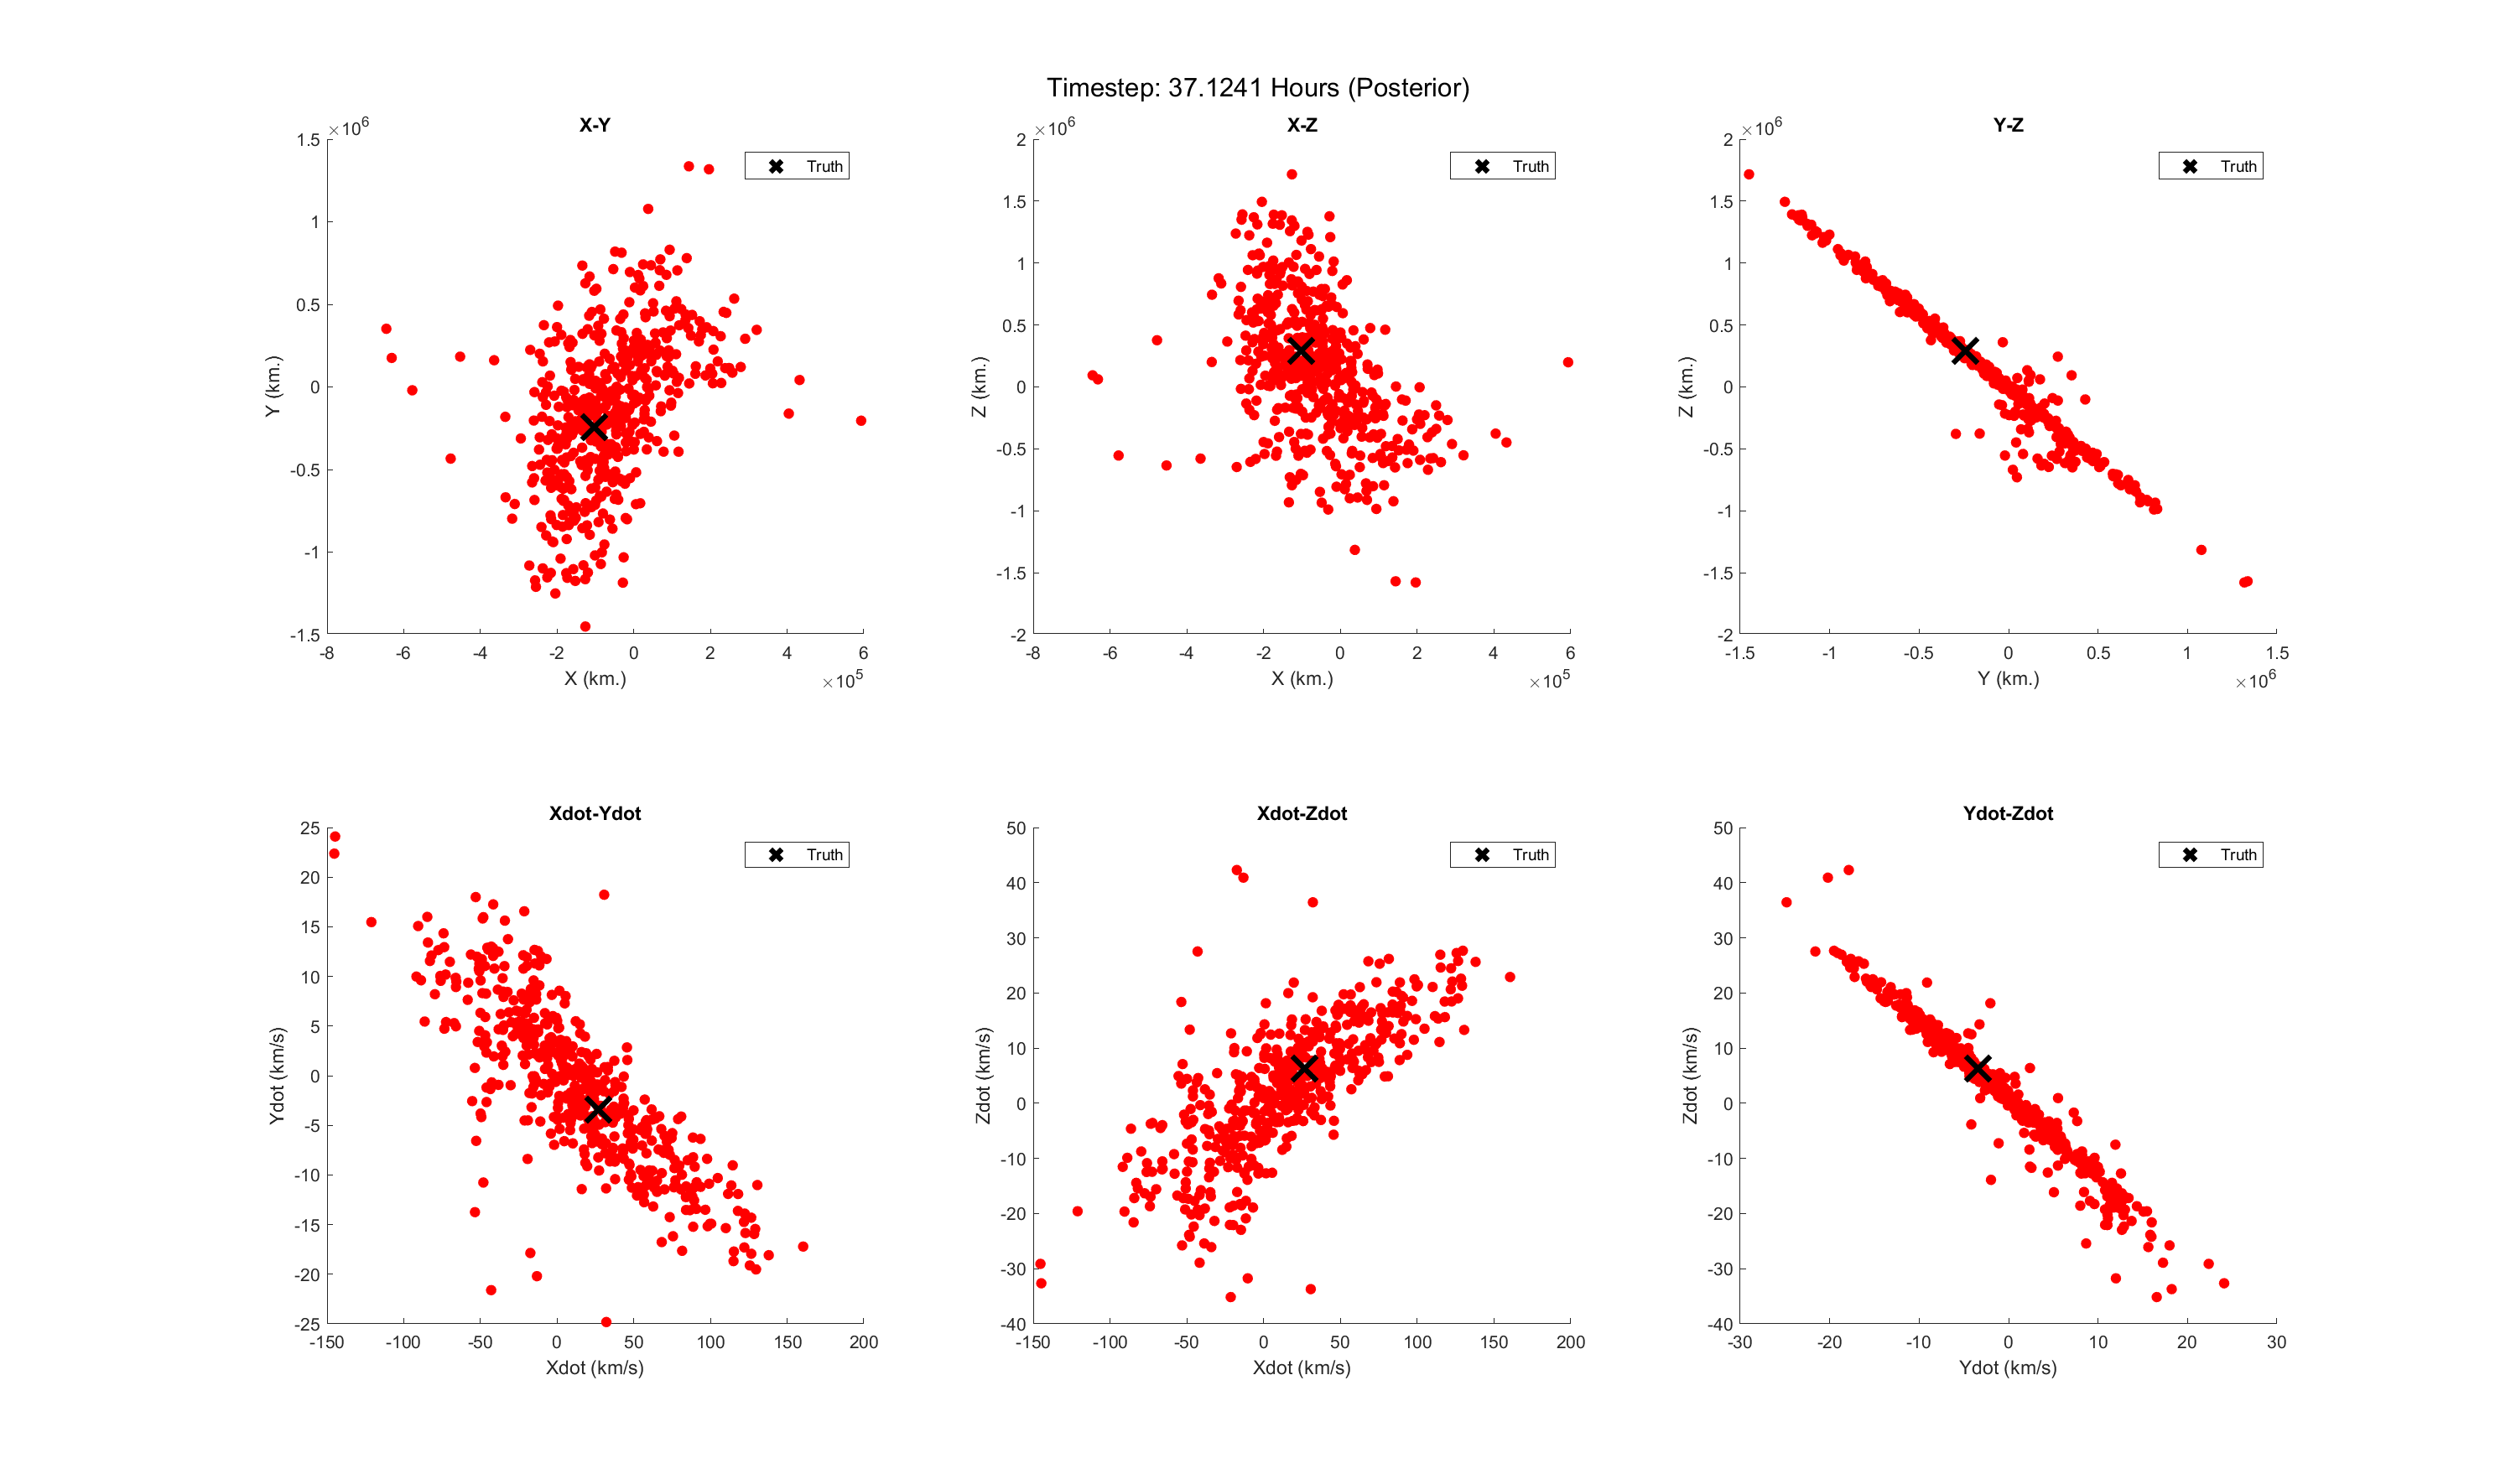 Timestep: 37.1241 Hours (Posterior)
X-Y
×10^6
Truth
1.5
1
0.5
0
-0.5
-1
-1.5
Y (km.)
-8 -6 -4 -2 0 2 4 6
X (km.)
×10^5
X-Z
×10^6
Truth
2
1.5
1
0.5
0
-0.5
-1
-1.5
-2
Z (km.)
-8 -6 -4 -2 0 2 4 6
X (km.)
×10^5
Y-Z
×10^6
Truth
2
1.5
1
0.5
0
-0.5
-1
-1.5
-2
Z (km.)
-1.5 -1 -0.5 0 0.5 1 1.5
Y (km.)
×10^6
Xdot-Ydot
Truth
25
20
15
10
5
0
-5
-10
-15
-20
-25
Ydot (km/s)
-150 -100 -50 0 50 100 150 200
Xdot (km/s)
Xdot-Zdot
Truth
50
40
30
20
10
0
-10
-20
-30
-40
Zdot (km/s)
-150 -100 -50 0 50 100 150 200
Xdot (km/s)
Ydot-Zdot
Truth
50
40
30
20
10
0
-10
-20
-30
-40
Zdot (km/s)
-30 -20 -10 0 10 20 30
Ydot (km/s)